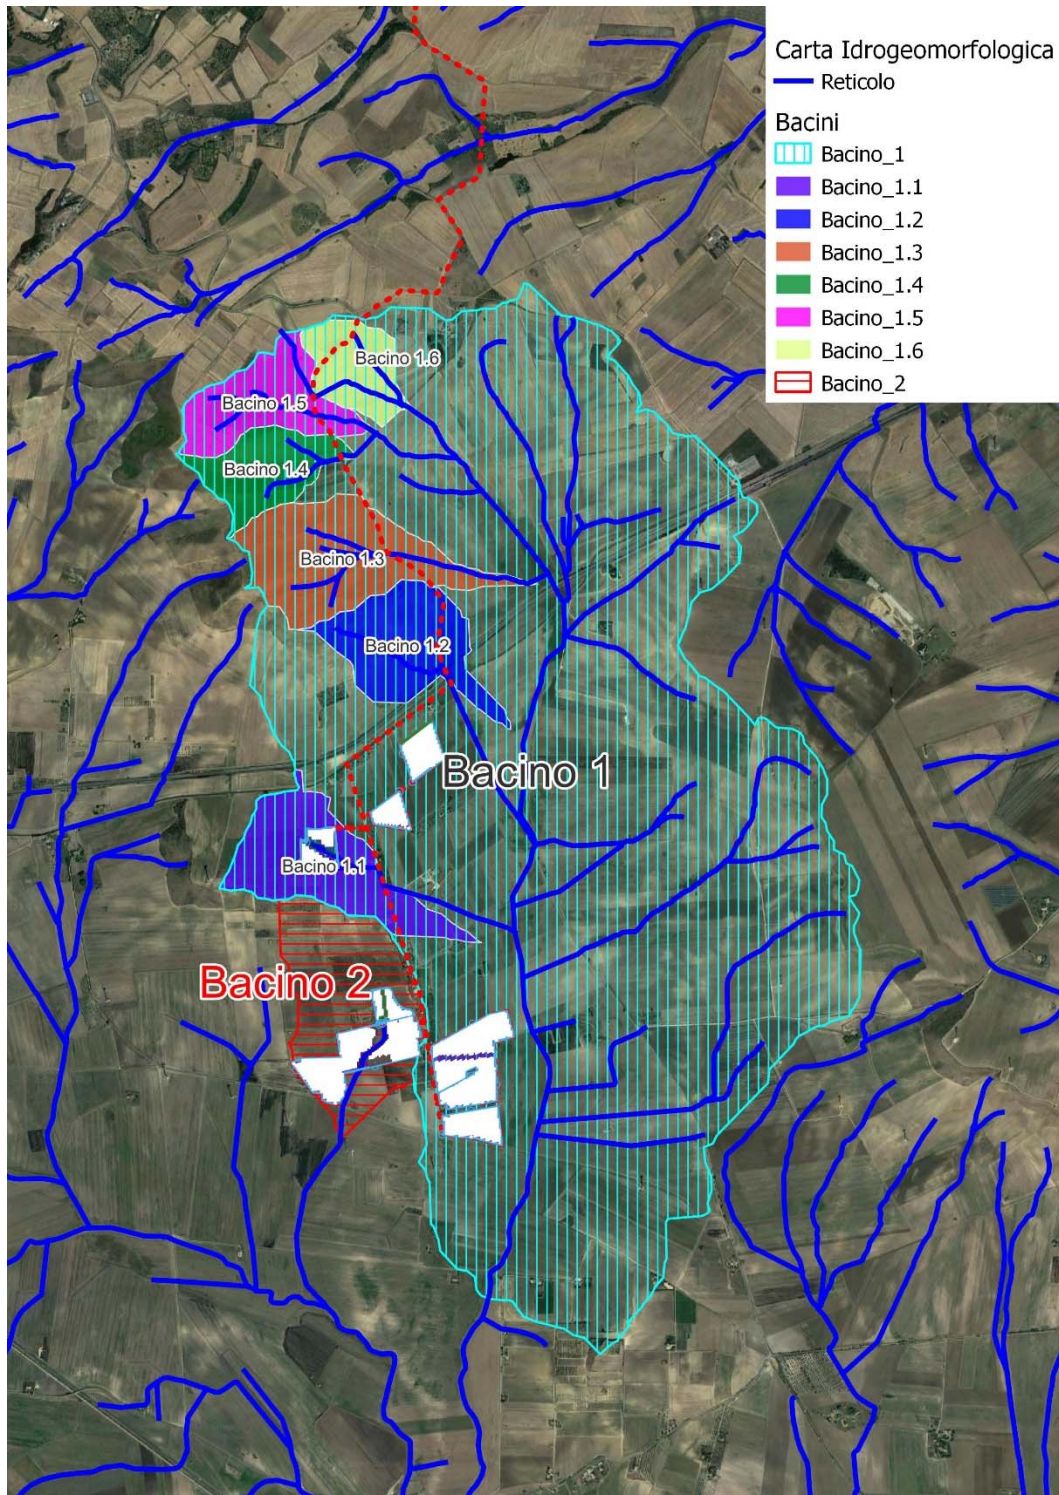 Carta Idrogeomorfologica
Reticolo
Bacini
Bacino_1
Bacino_1.1
Bacino_1.2
Bacino_1.3
Bacino_1.4
Bacino_1.5
Bacino_1.6
Bacino_2
Bacino 1.6
Bacino 1.5
Bacino 1.4
Bacino 1.3
Bacino 1.2
Bacino 1
Bacino 1.1
Bacino 2